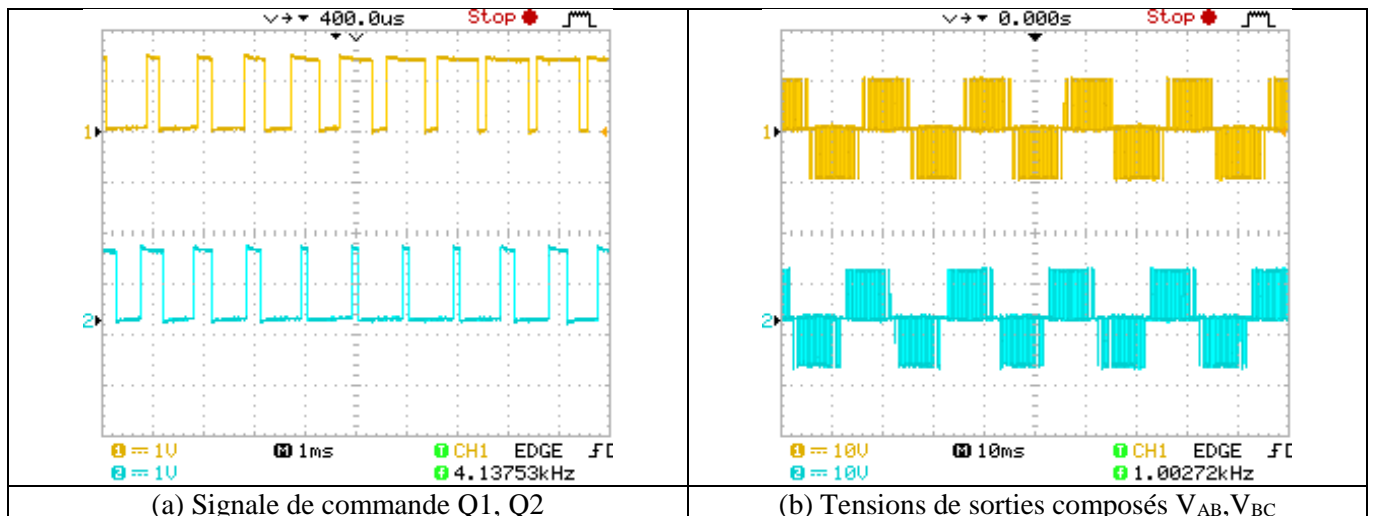 400.0us Stop
1
2
1 = 1V M 1ms T CH1 EDGE
2 = 1V f 4.13753kHz
(a) Signale de commande Q1, Q2
0.000s Stop
1
2
1 = 10V M 10ms T CH1 EDGE
2 = 10V f 1.00272kHz
(b) Tensions de sorties composés VAB,VBC